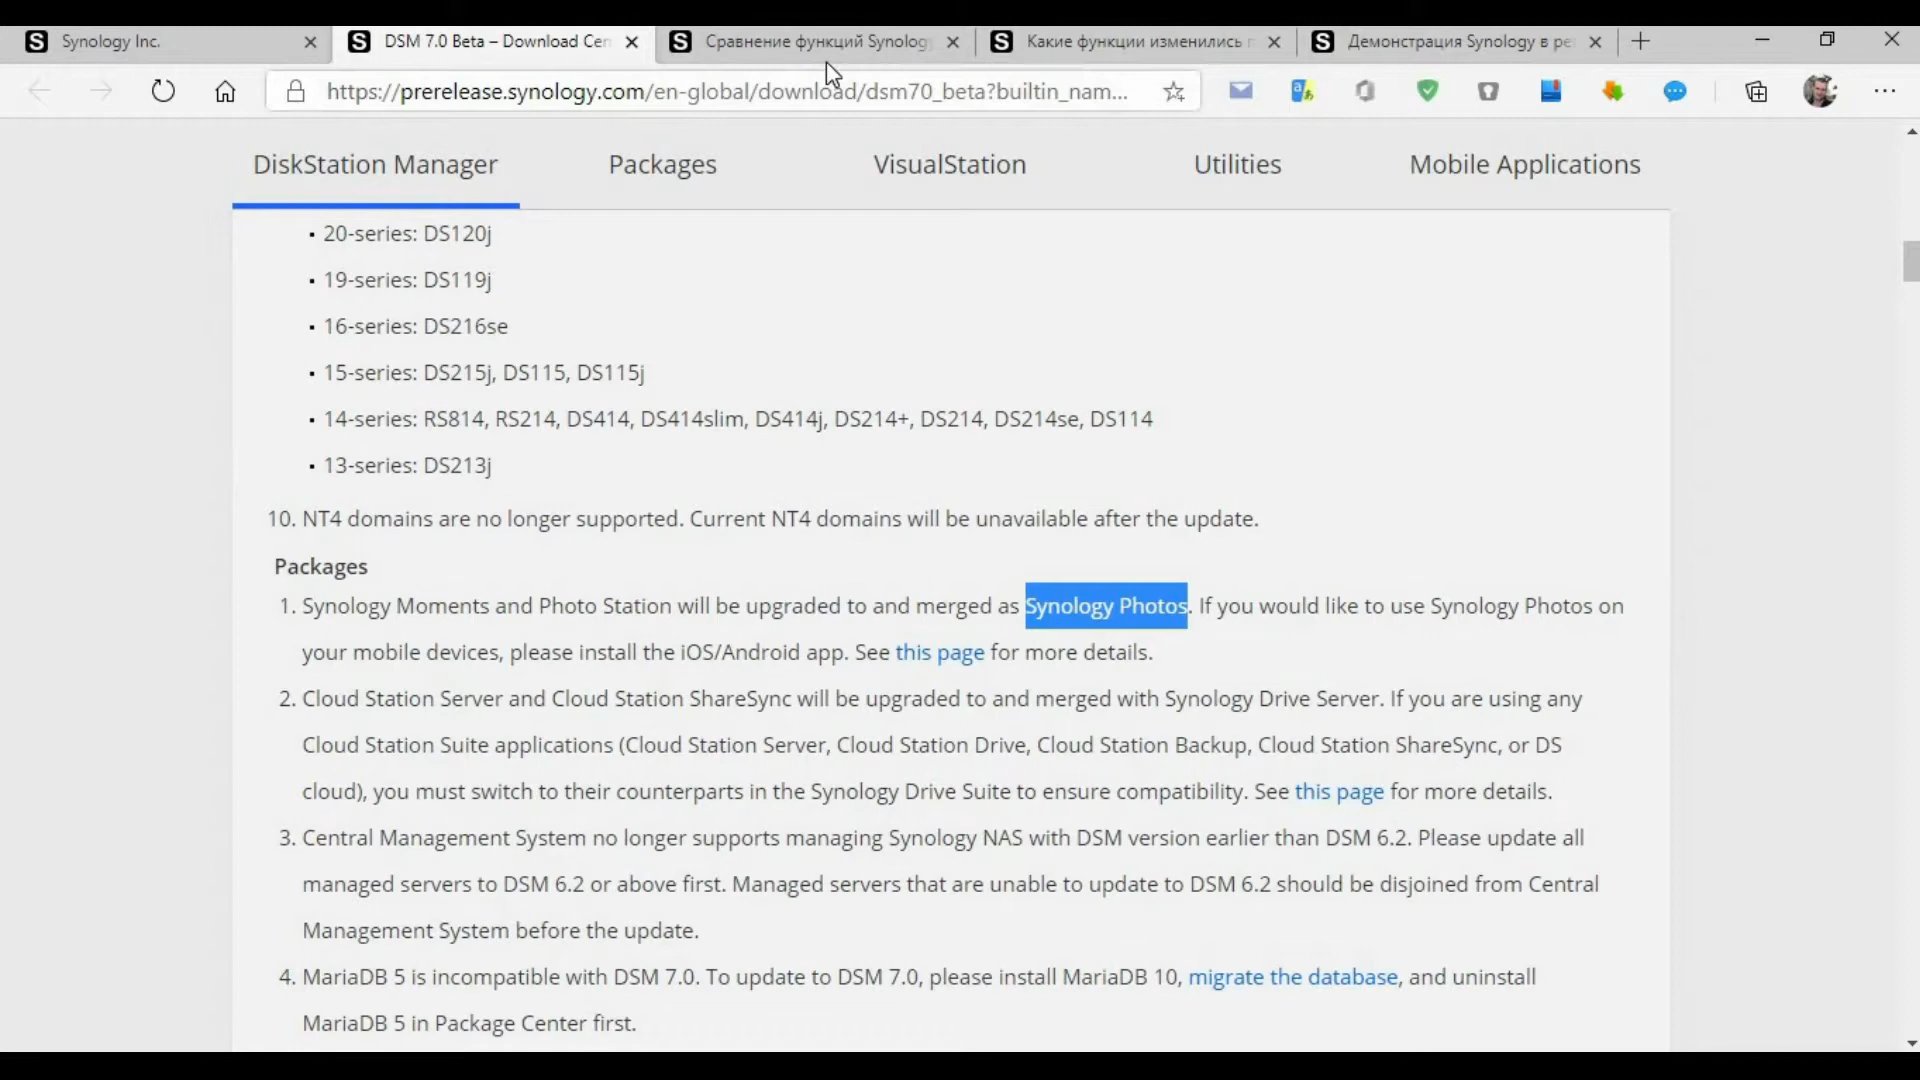 Synology Inc.
DSM 7.0 Beta – Download Cen
Сравнение функций Synology
Какие функции изменились п
Демонстрация Synology в ре
https://prerelease.synology.com/en-global/download/dsm70_beta?builtin_nam...
DiskStation Manager
Packages
VisualStation
Utilities
Mobile Applications
▪ 20-series: DS120j
▪ 19-series: DS119j
▪ 16-series: DS216se
▪ 15-series: DS215j, DS115, DS115j
▪ 14-series: RS814, RS214, DS414, DS414slim, DS414j, DS214+, DS214, DS214se, DS114
▪ 13-series: DS213j
10. NT4 domains are no longer supported. Current NT4 domains will be unavailable after the update.
Packages
1. Synology Moments and Photo Station will be upgraded to and merged as Synology Photos. If you would like to use Synology Photos on
your mobile devices, please install the iOS/Android app. See this page for more details.
2. Cloud Station Server and Cloud Station ShareSync will be upgraded to and merged with Synology Drive Server. If you are using any
Cloud Station Suite applications (Cloud Station Server, Cloud Station Drive, Cloud Station Backup, Cloud Station ShareSync, or DS
cloud), you must switch to their counterparts in the Synology Drive Suite to ensure compatibility. See this page for more details.
3. Central Management System no longer supports managing Synology NAS with DSM version earlier than DSM 6.2. Please update all
managed servers to DSM 6.2 or above first. Managed servers that are unable to update to DSM 6.2 should be disjoined from Central
Management System before the update.
4. MariaDB 5 is incompatible with DSM 7.0. To update to DSM 7.0, please install MariaDB 10, migrate the database, and uninstall
MariaDB 5 in Package Center first.